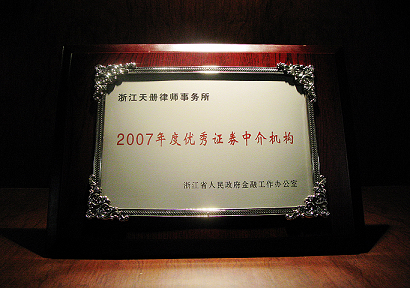 浙江天册律师事务所
2007年度优秀证券中介机构
浙江省人民政府金融工作办公室